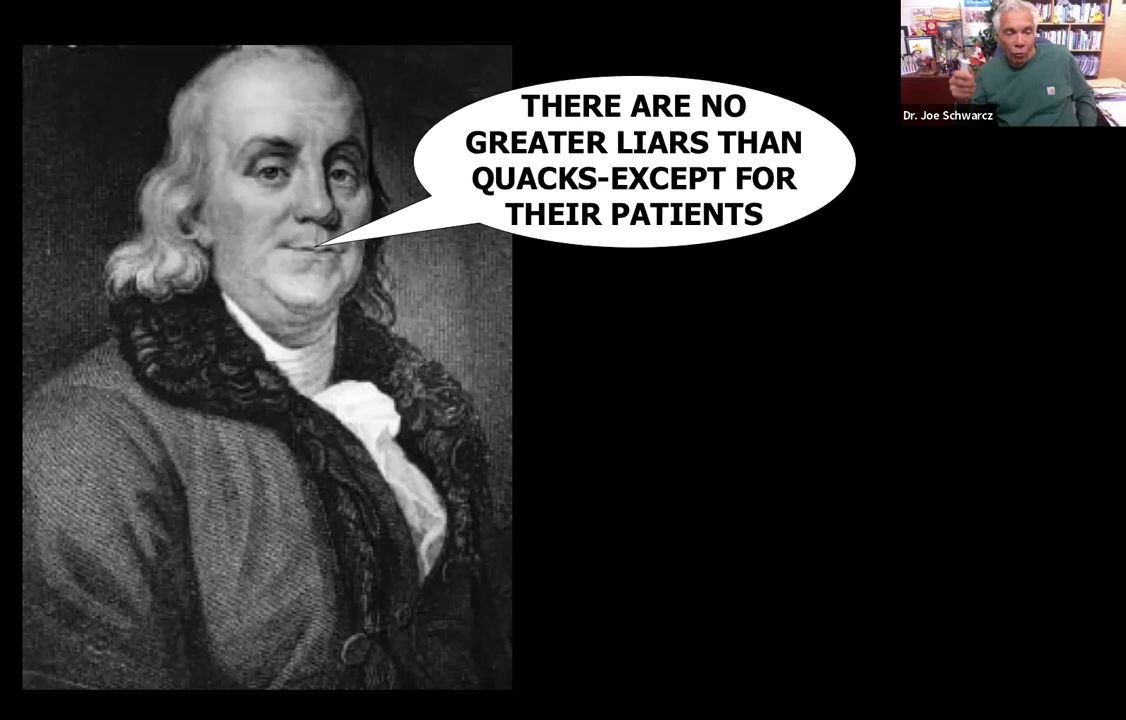 THERE ARE NO
GREATER LIARS THAN
QUACKS-EXCEPT FOR
THEIR PATIENTS
Dr. Joe Schwarcz